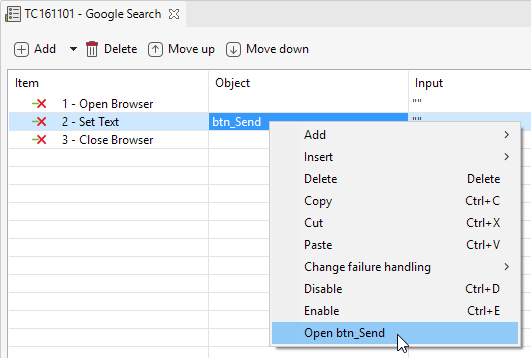 TC161101 - Google Search
Add Delete Move up Move down
Item Object Input
1 - Open Browser ""
2 - Set Text btn_Send ""
3 - Close Browser
Add
Insert
Delete Delete
Copy Ctrl+C
Cut Ctrl+X
Paste Ctrl+V
Change failure handling
Disable Ctrl+D
Enable Ctrl+E
Open btn_Send